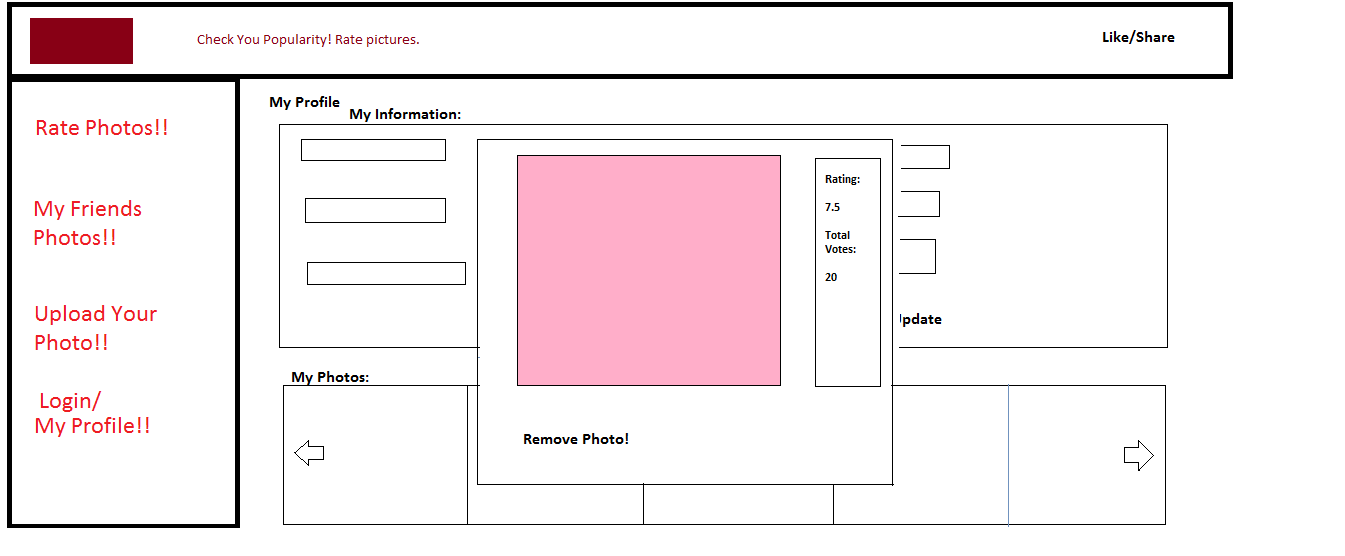 Check You Popularity! Rate pictures.
Like/Share
Rate Photos!!
My Friends
Photos!!
Upload Your
Photo!!
Login/
My Profile!!
My Profile
My Information:
Rating:
7.5
Total
Votes:
20
Update
My Photos:
Remove Photo!